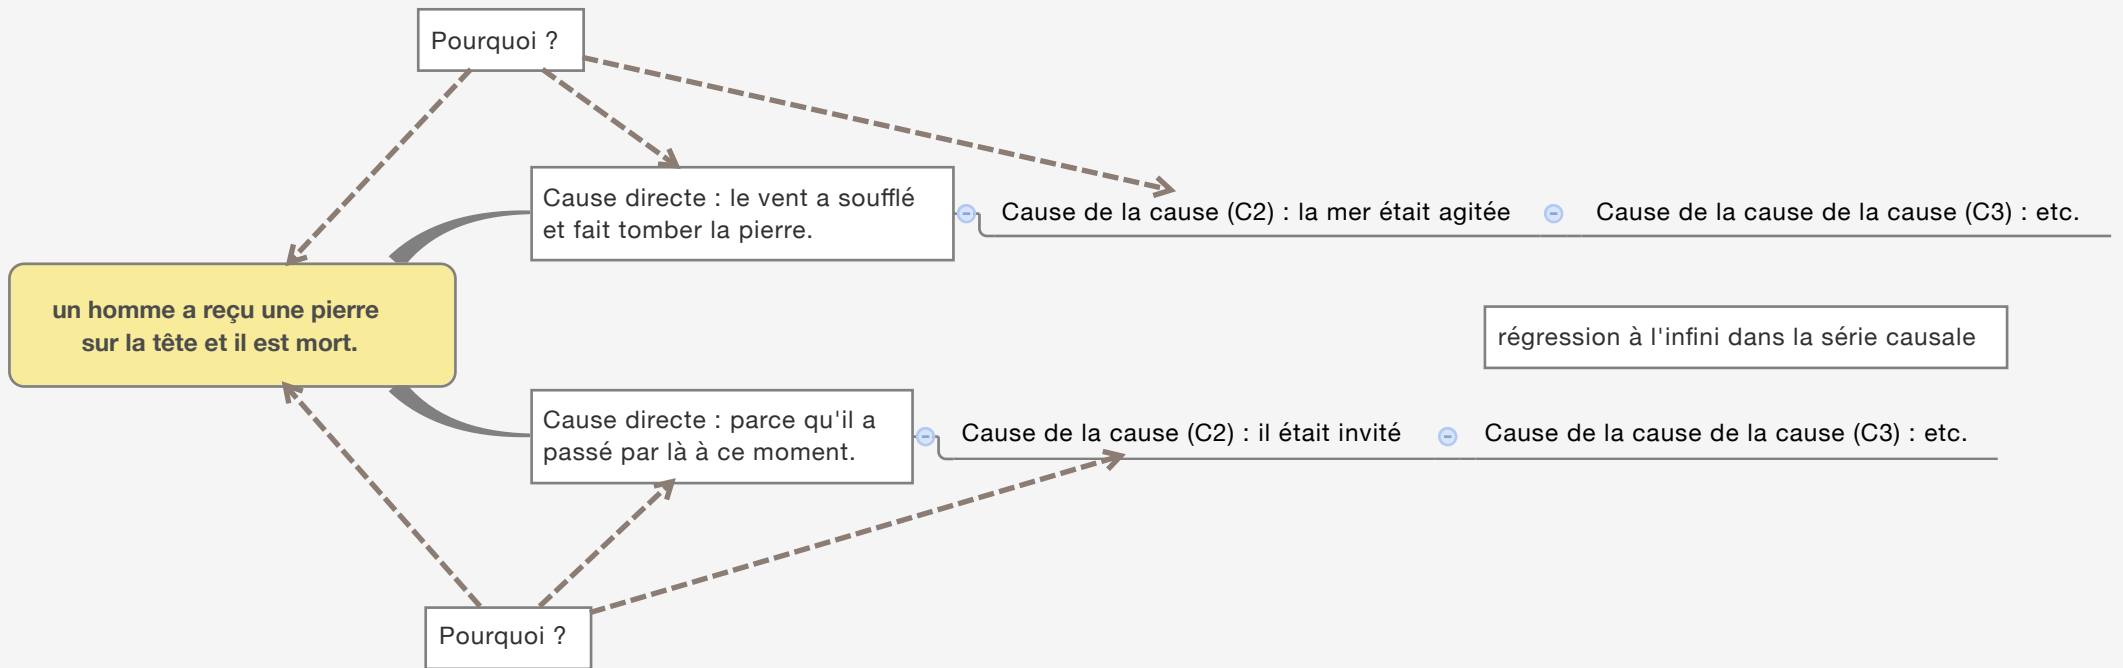 Pourquoi ?
Cause directe : le vent a soufflé
et fait tomber la pierre.
Cause de la cause (C2) : la mer était agitée
Cause de la cause de la cause (C3) : etc.
un homme a reçu une pierre
sur la tête et il est mort.
régression à l'infini dans la série causale
Cause directe : parce qu'il a
passé par là à ce moment.
Cause de la cause (C2) : il était invité
Cause de la cause de la cause (C3) : etc.
Pourquoi ?